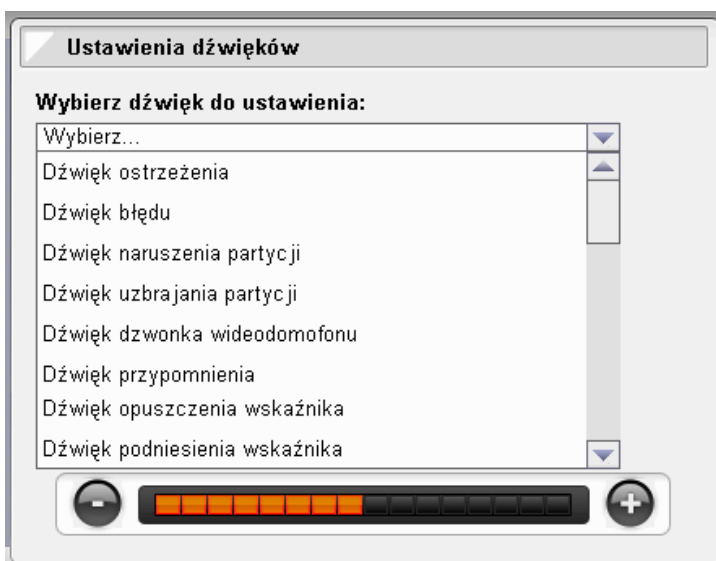 Ustawienia dźwięków
Wybierz dźwięk do ustawienia:
Wybierz...
Dźwięk ostrzeżenia
Dźwięk błędu
Dźwięk naruszenia partycji
Dźwięk uzbrajania partycji
Dźwięk dzwonka wideodomofonu
Dźwięk przypomnienia
Dźwięk opuszczenia wskaźnika
Dźwięk podniesienia wskaźnika
- +